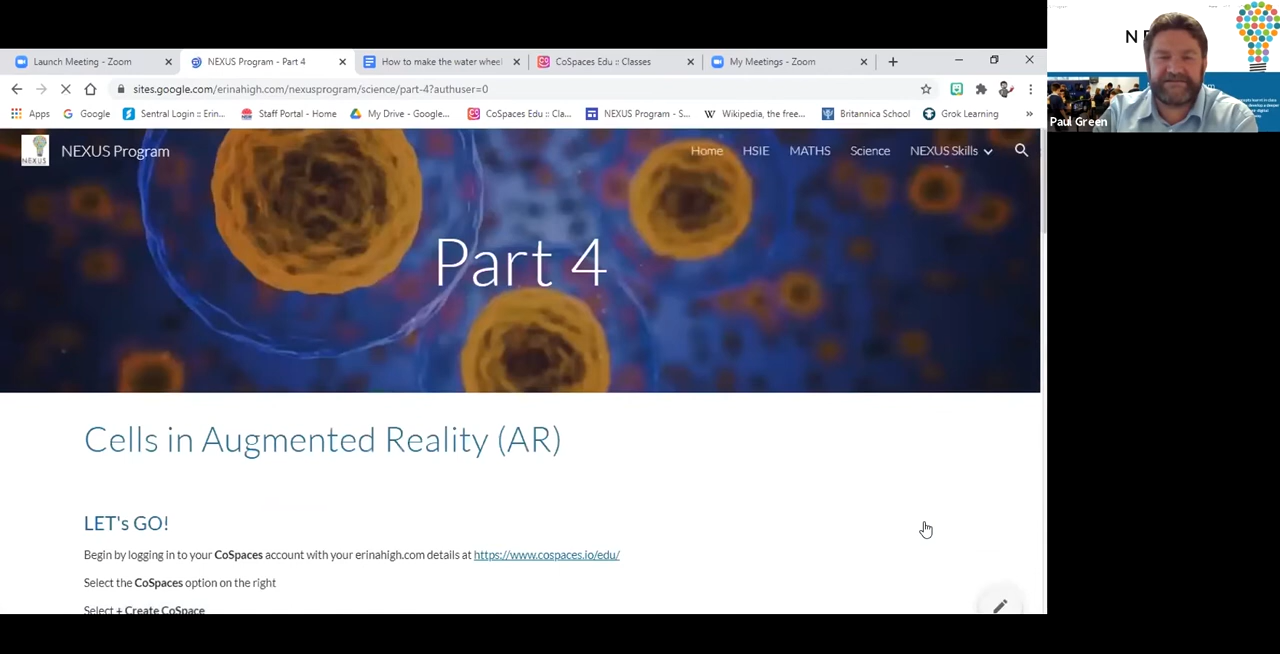 Launch Meeting - Zoom
NEXUS Program - Part 4
How to make the water whee
CoSpaces Edu :: Classes
My Meetings - Zoom
sites.google.com/erinahigh.com/nexusprogram/science/part-4?authuser=0
Apps
Google
Sentral Login :: Erin...
Staff Portal - Home
My Drive - Google...
CoSpaces Edu :: Cla...
NEXUS Program - S...
Wikipedia, the free...
Britannica School
Grok Learning
»
NEXUS
NEXUS Program
Home
HSIE
MATHS
Science
NEXUS Skills
Part 4
Cells in Augmented Reality (AR)
LET's GO!
Begin by logging in to your CoSpaces account with your erinahigh.com details at https://www.cospaces.io/edu/
Select the CoSpaces option on the right
Select + Create CoSpace
Paul Green